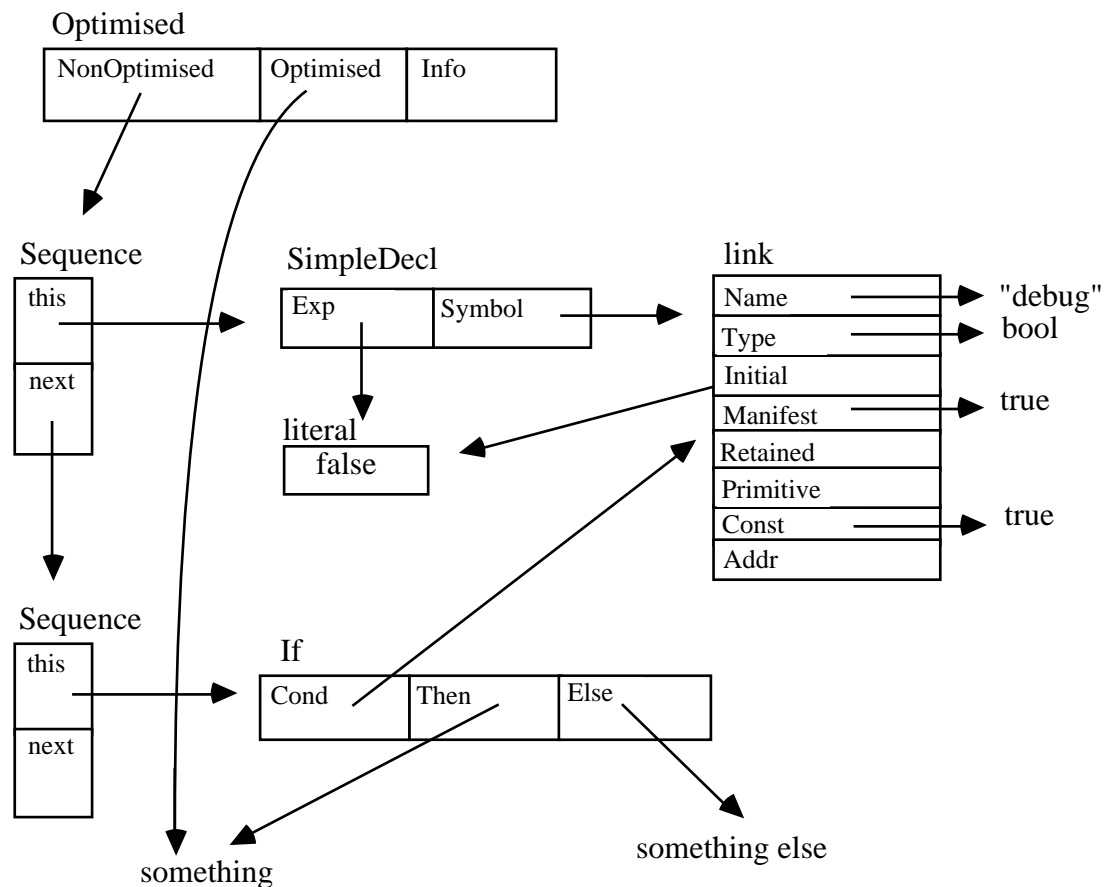 Optimised
NonOptimised Optimised Info
Sequence
this
next
SimpleDecl
Exp Symbol
literal
false
link
Name "debug"
Type bool
Initial
Manifest true
Retained
Primitive
Const true
Addr
Sequence
this
next
If
Cond Then Else
something
something else